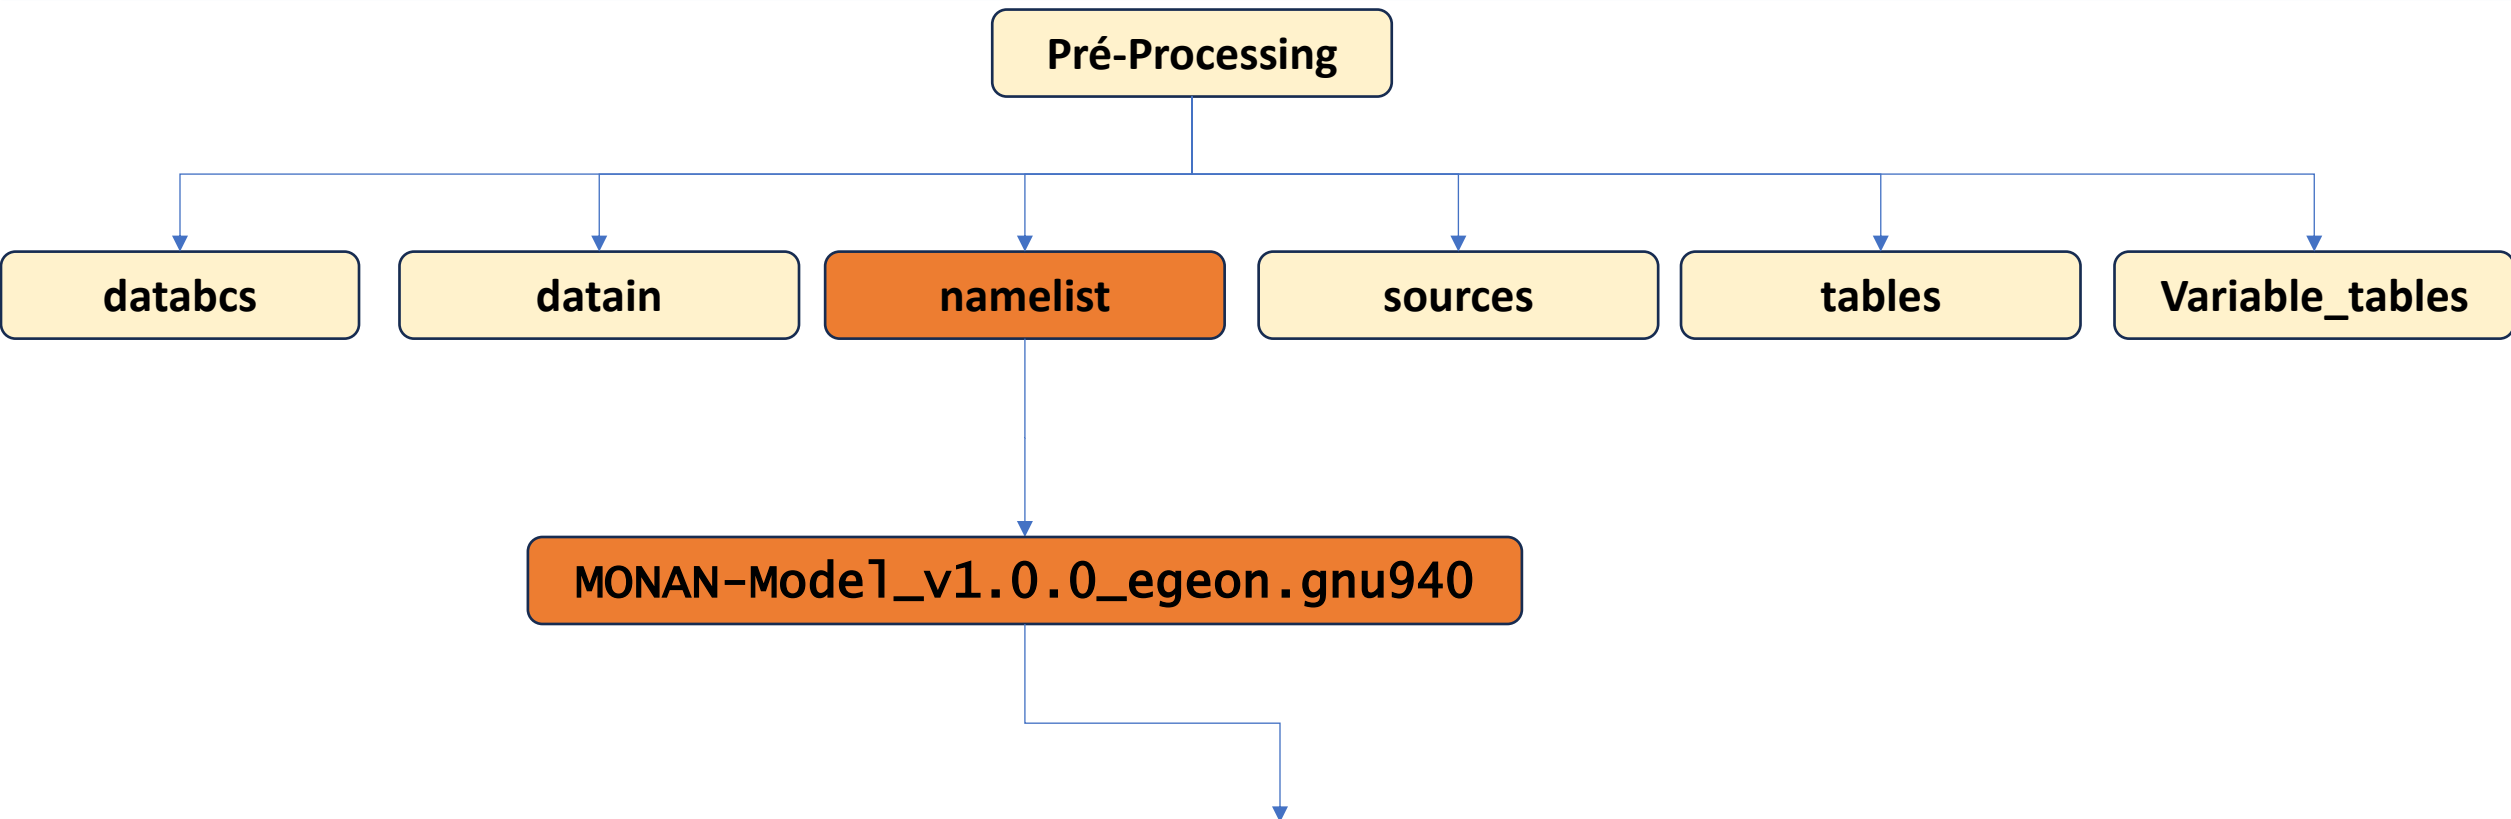 Pré-Processing
databcs
datain
namelist
sources
tables
Variable_tables
MONAN-Model_v1.0.0_egeon.gnu940